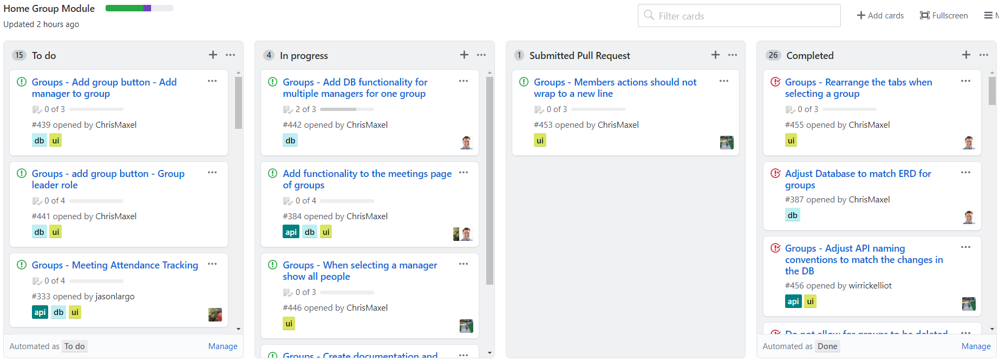 Home Group Module
Updated 2 hours ago
Filter cards
Add cards
Fullscreen
15 To do
Groups - Add group button - Add
manager to group
0 of 3
#439 opened by ChrisMaxel
db ui
Groups - add group button - Group
leader role
0 of 4
#441 opened by ChrisMaxel
db ui
Groups - Meeting Attendance Tracking
0 of 4
#333 opened by jasonlargo
api db ui
Automated as To do Manage
4 In progress
Groups - Add DB functionality for
multiple managers for one group
2 of 3
#442 opened by ChrisMaxel
db
Add functionality to the meetings page
of groups
0 of 4
#384 opened by ChrisMaxel
api db ui
Groups - When selecting a manager
show all people
0 of 3
#446 opened by ChrisMaxel
ui
Groups - Create documentation and
1 Submitted Pull Request
Groups - Members actions should not
wrap to a new line
0 of 3
#453 opened by ChrisMaxel
ui
26 Completed
Groups - Rearrange the tabs when
selecting a group
0 of 3
#455 opened by ChrisMaxel
ui
Adjust Database to match ERD for
groups
#387 opened by ChrisMaxel
db
Groups - Adjust API naming
conventions to match the changes in
the DB
#456 opened by wirrickelliot
api ui
Do not allow for groups to be deleted
Automated as Done Manage